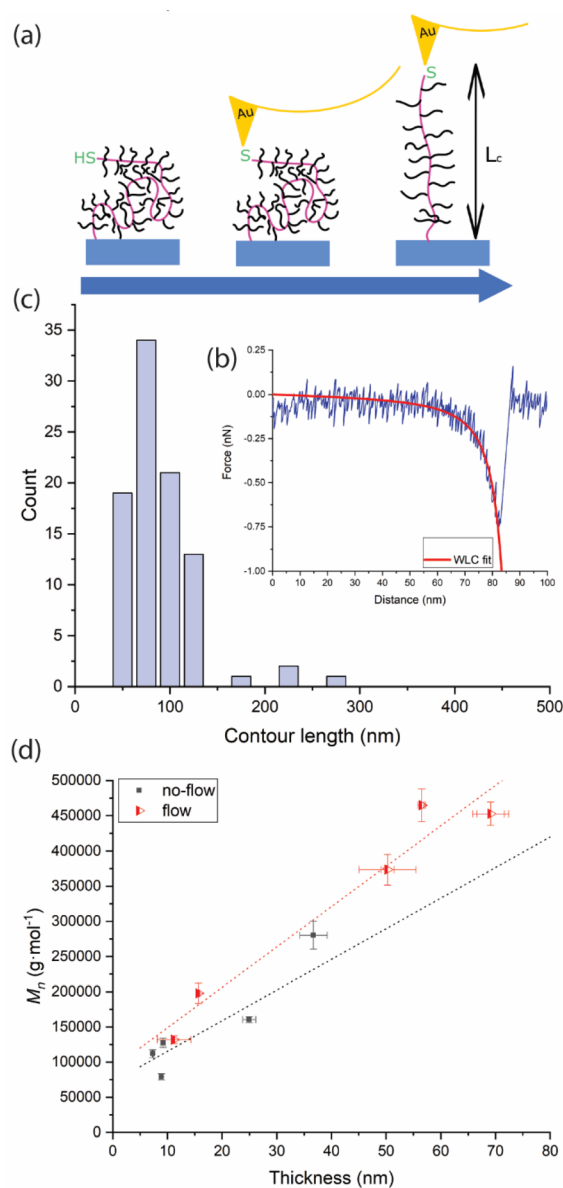 (a)
Au
S
HS
Au
S
Lc
(c)
35
30
25
20
15
10
5
0
Count
0 100 200 300 400 500
Contour length (nm)
(b)
0.25
0.00
-0.25
-0.50
-0.75
-1.00
Force (nN)
WLC fit
0 10 20 30 40 50 60 70 80 90 100
Distance (nm)
(d)
500000
450000
400000
350000
300000
250000
200000
150000
100000
50000
0
Mn (g·mol⁻¹)
no-flow
flow
0 10 20 30 40 50 60 70 80
Thickness (nm)